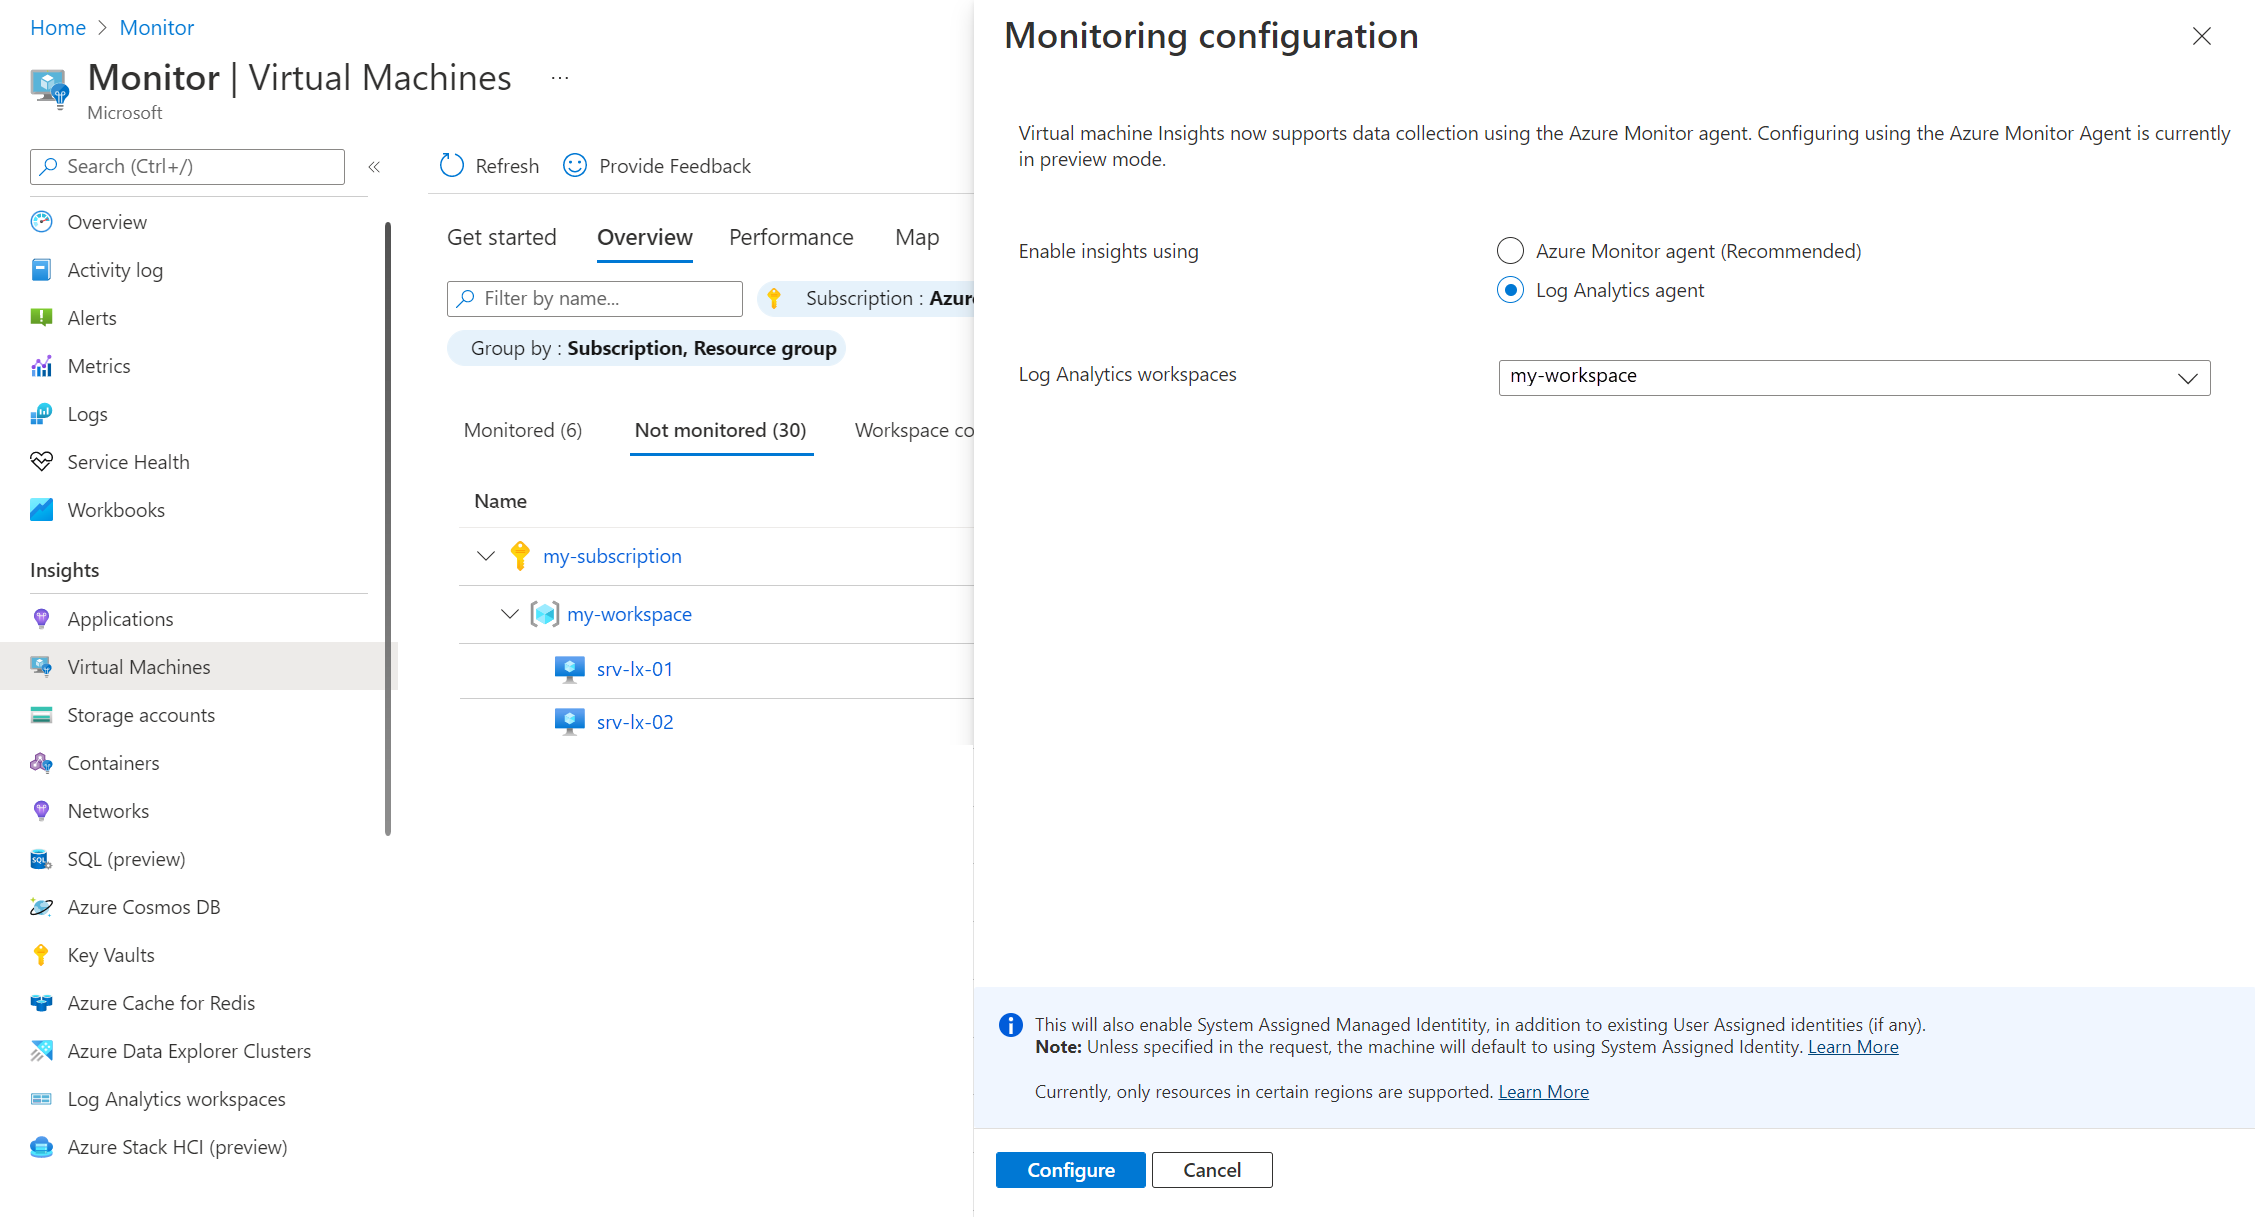 Home > Monitor
Monitor | Virtual Machines ...
Microsoft
Search (Ctrl+/)
«
Overview
Activity log
Alerts
Metrics
Logs
Service Health
Workbooks
Insights
Applications
Virtual Machines
Storage accounts
Containers
Networks
SQL (preview)
Azure Cosmos DB
Key Vaults
Azure Cache for Redis
Azure Data Explorer Clusters
Log Analytics workspaces
Azure Stack HCI (preview)
Refresh Provide Feedback
Get started Overview Performance Map
Filter by name... Subscription : Azure
Group by : Subscription, Resource group
Monitored (6) Not monitored (30) Workspace co
Name
my-subscription
my-workspace
srv-lx-01
srv-lx-02
Monitoring configuration
Virtual machine Insights now supports data collection using the Azure Monitor agent. Configuring using the Azure Monitor Agent is currently
in preview mode.
Enable insights using
Azure Monitor agent (Recommended)
Log Analytics agent
Log Analytics workspaces
my-workspace
This will also enable System Assigned Managed Identitity, in addition to existing User Assigned identities (if any).
Note: Unless specified in the request, the machine will default to using System Assigned Identity. Learn More
Currently, only resources in certain regions are supported. Learn More
Configure Cancel